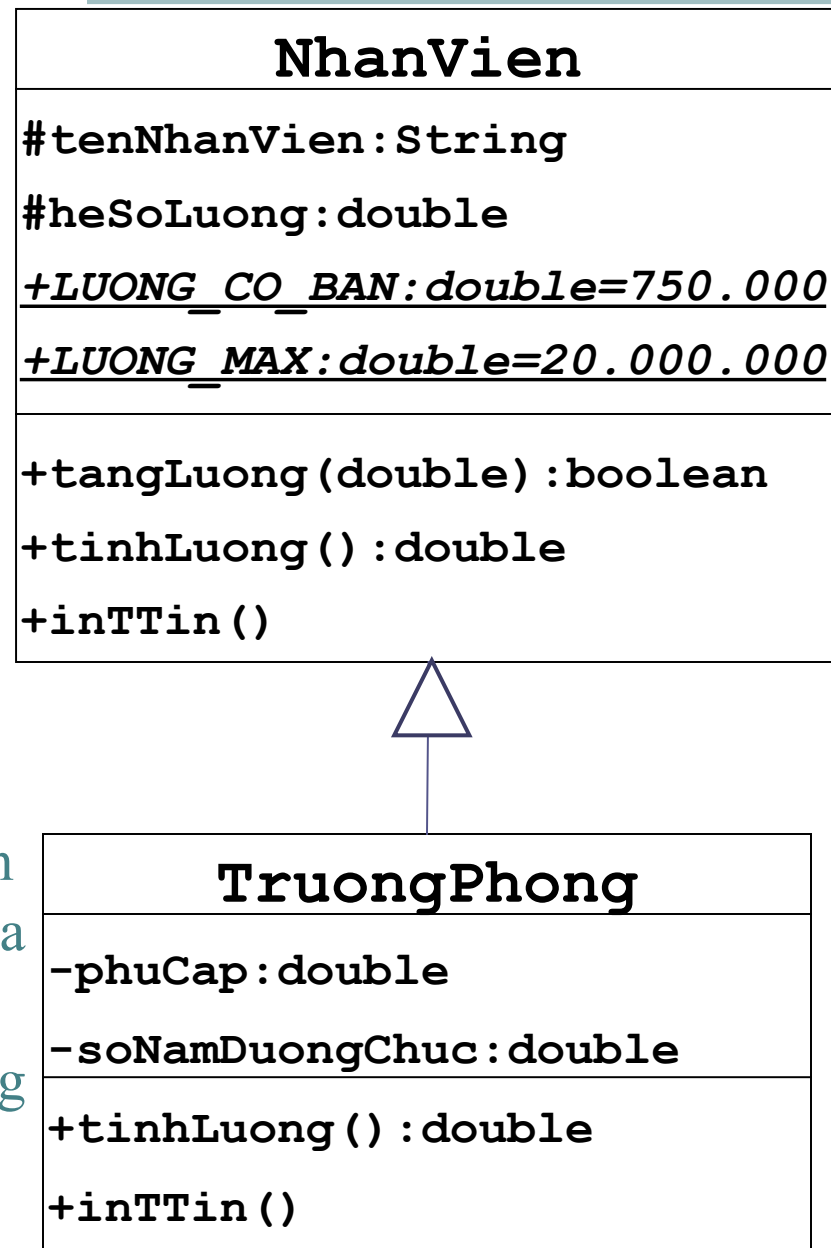 NhanVien
#tenNhanVien:String
#heSoLuong:double
+LUONG_CO_BAN:double=750.000
+LUONG_MAX:double=20.000.000
+tangLuong(double):boolean
+tinhLuong():double
+inTTin()
TruongPhong
-phuCap:double
-soNamDuongChuc:double
+tinhLuong():double
+inTTin()